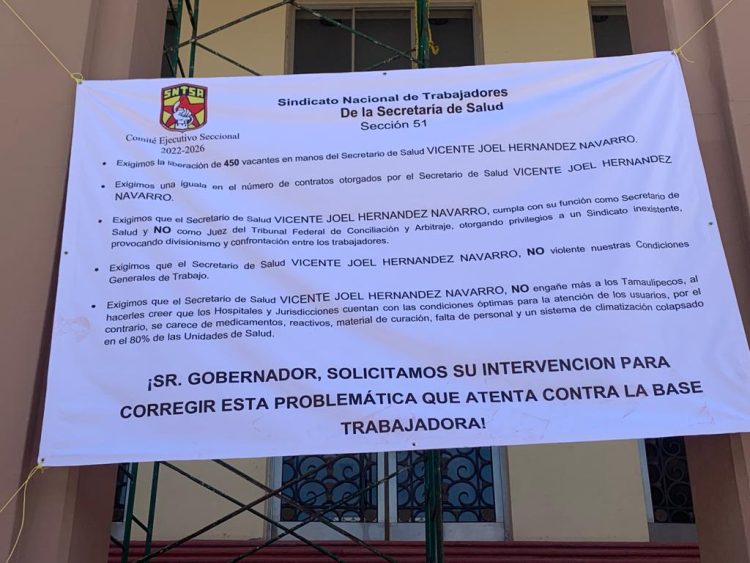 SNTSA
Sindicato Nacional de Trabajadores
De la Secretaría de Salud
Sección 51
Comité Ejecutivo Seccional
2022-2026
• Exigimos la liberación de 450 vacantes en manos del Secretario de Salud VICENTE JOEL HERNANDEZ NAVARRO.
• Exigimos una iguala en el número de contratos otorgados por el Secretario de Salud VICENTE JOEL HERNANDEZ
NAVARRO.
• Exigimos que el Secretario de Salud VICENTE JOEL HERNANDEZ NAVARRO, cumpla con su función como Secretario de
Salud y NO como Juez del Tribunal Federal de Conciliación y Arbitraje, otorgando privilegios a un Sindicato inexistente,
provocando divisionismo y confrontación entre los trabajadores.
• Exigimos que el Secretario de Salud VICENTE JOEL HERNANDEZ NAVARRO, NO violente nuestras Condiciones
Generales de Trabajo.
• Exigimos que el Secretario de Salud VICENTE JOEL HERNANDEZ NAVARRO, NO engañe más a los Tamaulipecos, al
hacerles creer que los Hospitales y Jurisdicciones cuentan con las condiciones óptimas para la atención de los usuarios, por el
contrario, se carece de medicamentos, reactivos, material de curación, falta de personal y un sistema de climatización colapsado
en el 80% de las Unidades de Salud.
¡SR. GOBERNADOR, SOLICITAMOS SU INTERVENCION PARA
CORREGIR ESTA PROBLEMÁTICA QUE ATENTA CONTRA LA BASE
TRABAJADORA!